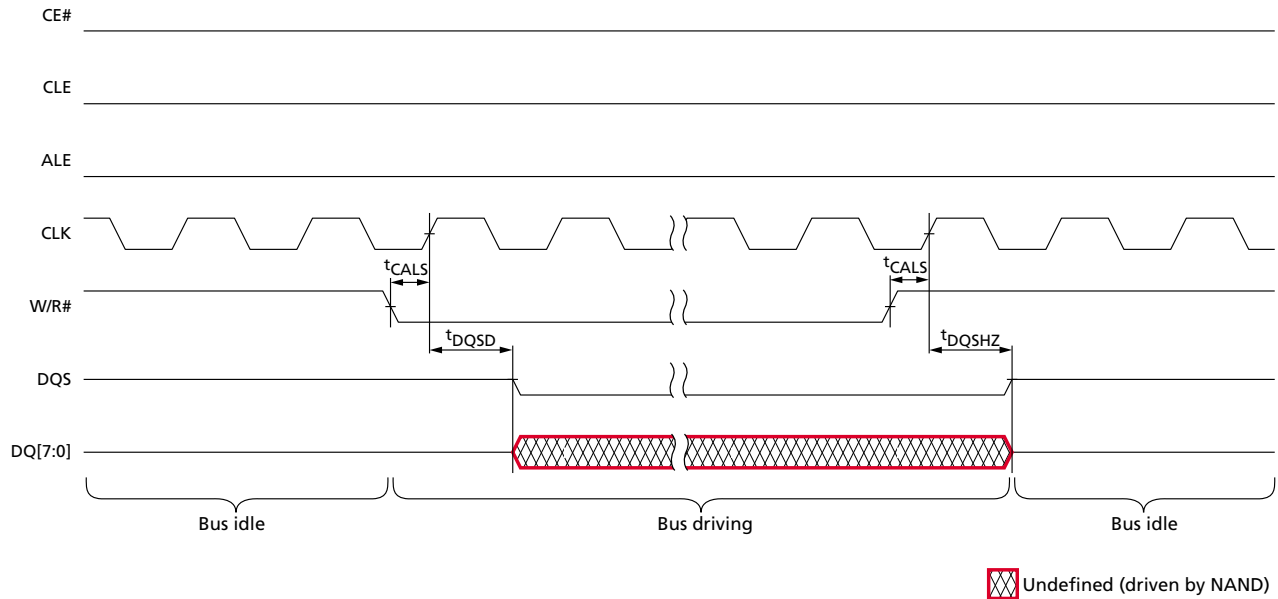 CE#
CLE
ALE
CLK
tCALS tCALS
W/R#
tDQSD tDQSHZ
DQS
DQ[7:0]
Bus idle Bus driving Bus idle
Undefined (driven by NAND)